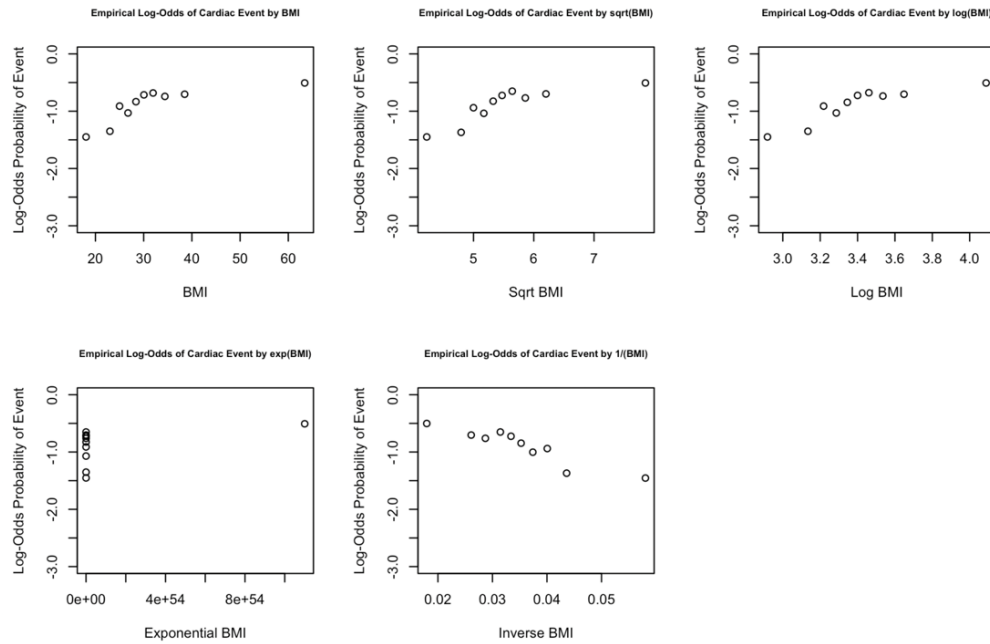 Empirical Log-Odds of Cardiac Event by BMI
Log-Odds Probability of Event
0.0
-1.0
-2.0
-3.0
20 30 40 50 60
BMI
Empirical Log-Odds of Cardiac Event by sqrt(BMI)
Log-Odds Probability of Event
0.0
-1.0
-2.0
-3.0
5 6 7
Sqrt BMI
Empirical Log-Odds of Cardiac Event by log(BMI)
Log-Odds Probability of Event
0.0
-1.0
-2.0
-3.0
3.0 3.2 3.4 3.6 3.8 4.0
Log BMI
Empirical Log-Odds of Cardiac Event by exp(BMI)
Log-Odds Probability of Event
0.0
-1.0
-2.0
-3.0
0e+00 4e+54 8e+54
Exponential BMI
Empirical Log-Odds of Cardiac Event by 1/(BMI)
Log-Odds Probability of Event
0.0
-1.0
-2.0
-3.0
0.02 0.03 0.04 0.05
Inverse BMI